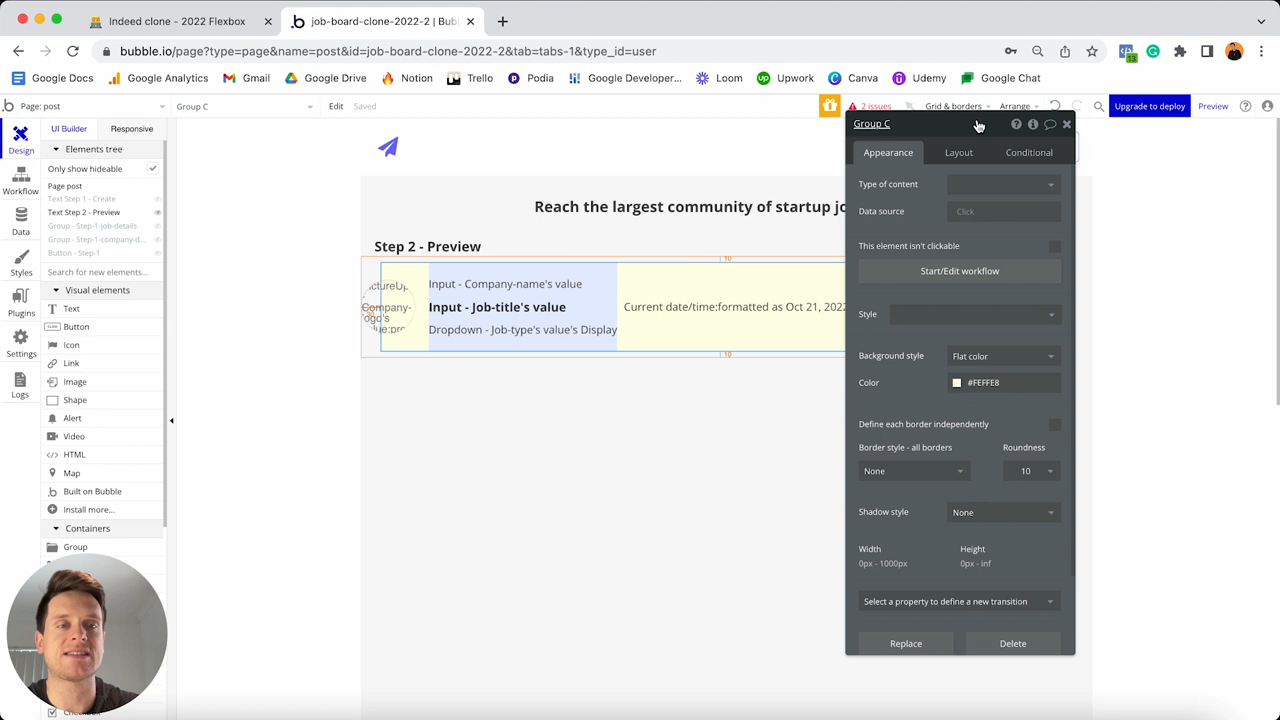 Indeed clone - 2022 Flexbox
job-board-clone-2022-2 | Bubl
bubble.io/page?type=page&name=post&id=job-board-clone-2022-2&tab=tabs-1&type_id=user
13
Google Docs
Google Analytics
Gmail
Google Drive
Notion
Trello
Podia
Google Developer...
Loom
Upwork
Canva
Udemy
Google Chat
Page: post
Group C
Edit
Saved
2 issues
Grid & borders
Arrange
Upgrade to deploy
Preview
Design
Workflow
Data
Styles
Plugins
Settings
Logs
UI Builder
Responsive
Elements tree
Only show hideable
Page post
Text Step 1 - Create
Text Step 2 - Preview
Group - Step-1-job-details
Group - Step-1-company-d...
Button - Step-1
Search for new elements...
Visual elements
Text
Button
Icon
Link
Image
Shape
Alert
Video
HTML
Map
Built on Bubble
Install more...
Containers
Group
Reach the largest community of startup jo
Step 2 - Preview
10
ictureUp
Company-
Input - Company-name's value
Input - Job-title's value
Dropdown - Job-type's value's Display
Current date/time:formatted as Oct 21, 2022
10
Group C
Appearance
Layout
Conditional
Type of content
Data source
Click
This element isn't clickable
Start/Edit workflow
Style
Background style
Flat color
Color
#FEFFE8
Define each border independently
Border style - all borders
Roundness
None
10
Shadow style
None
Width
Height
0px - 1000px
0px - inf
Select a property to define a new transition
Replace
Delete